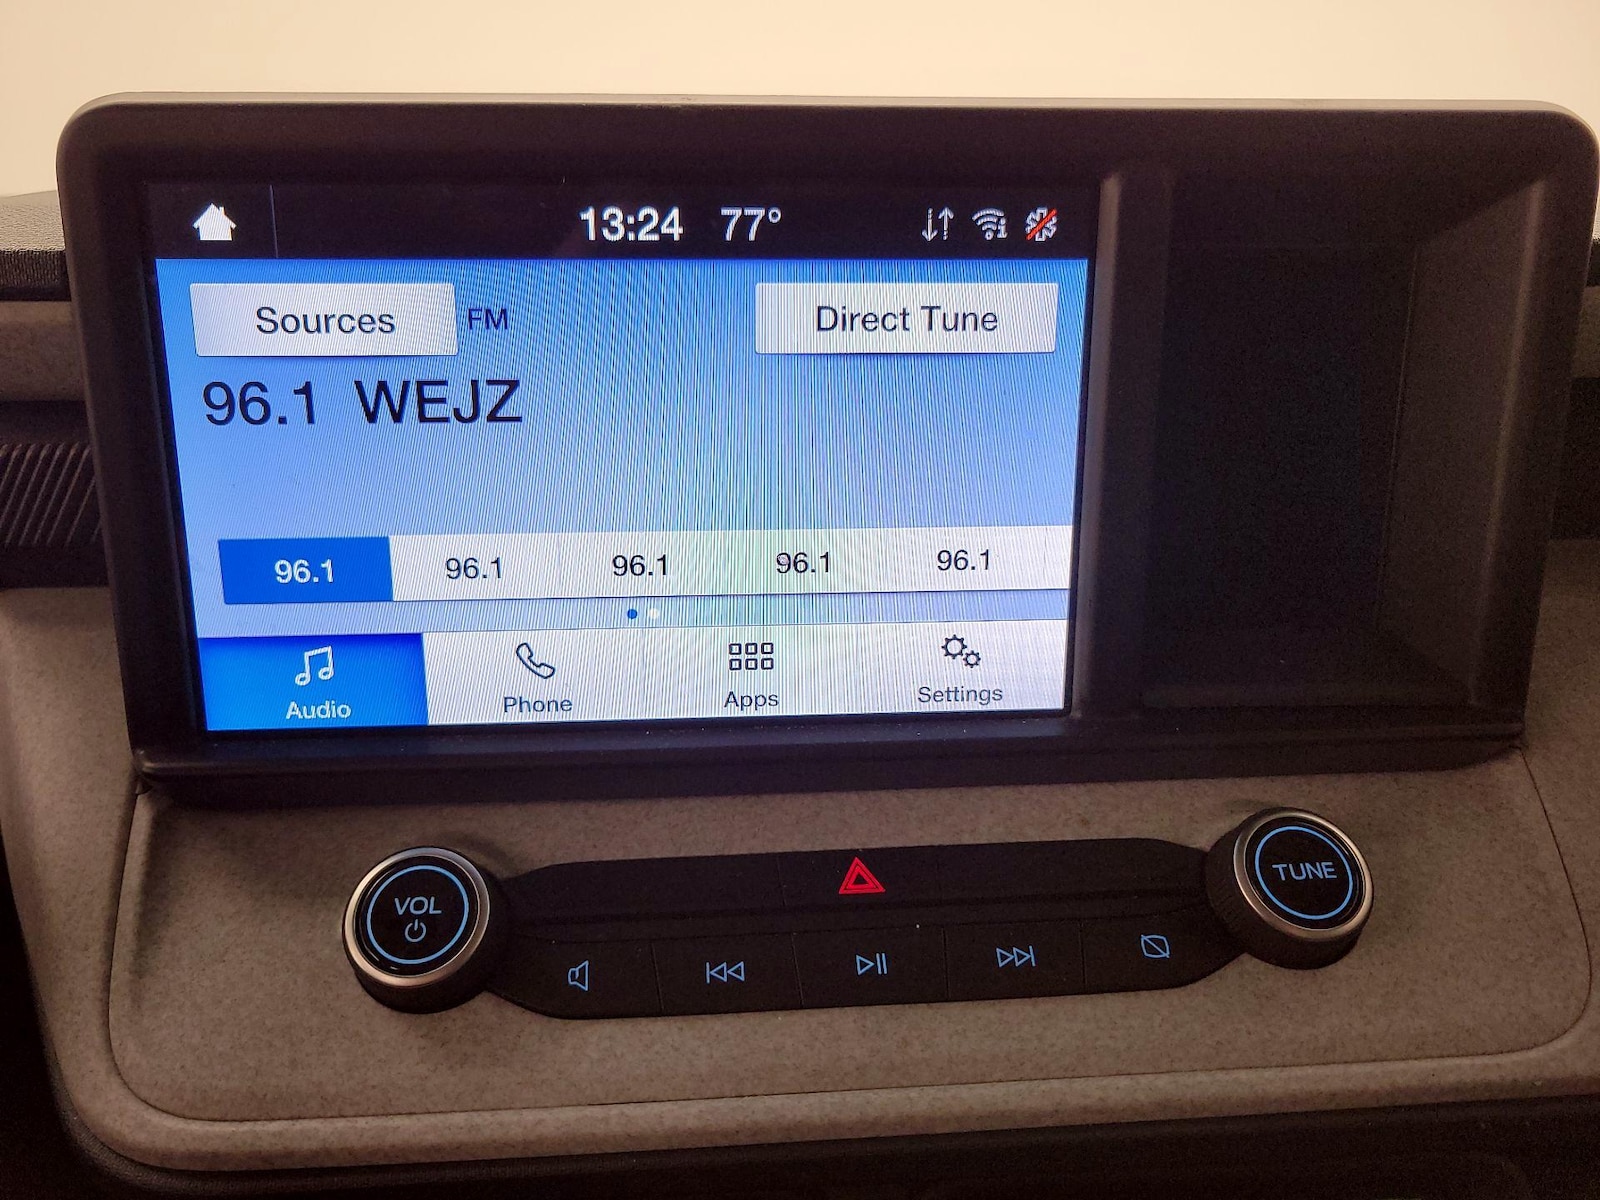 13:24 77°
Sources FM Direct Tune
96.1 WEJZ
96.1 96.1 96.1 96.1 96.1
Audio Phone Apps Settings
VOL
TUNE